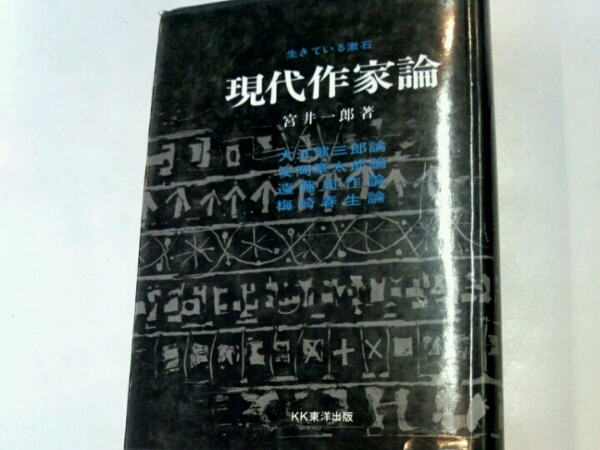 生きている漱石
現代作家論
宮井一郎著
大江健三郎論
安岡章太郎論
遠藤周作論
梅崎春生論
KK東洋出版